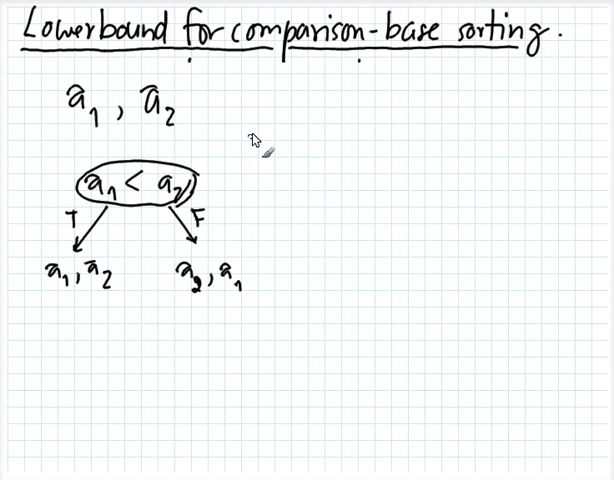 Lowerbound for comparison-base sorting.
a1, a2
a1 < a2
T F
a1, a2 a2, a1